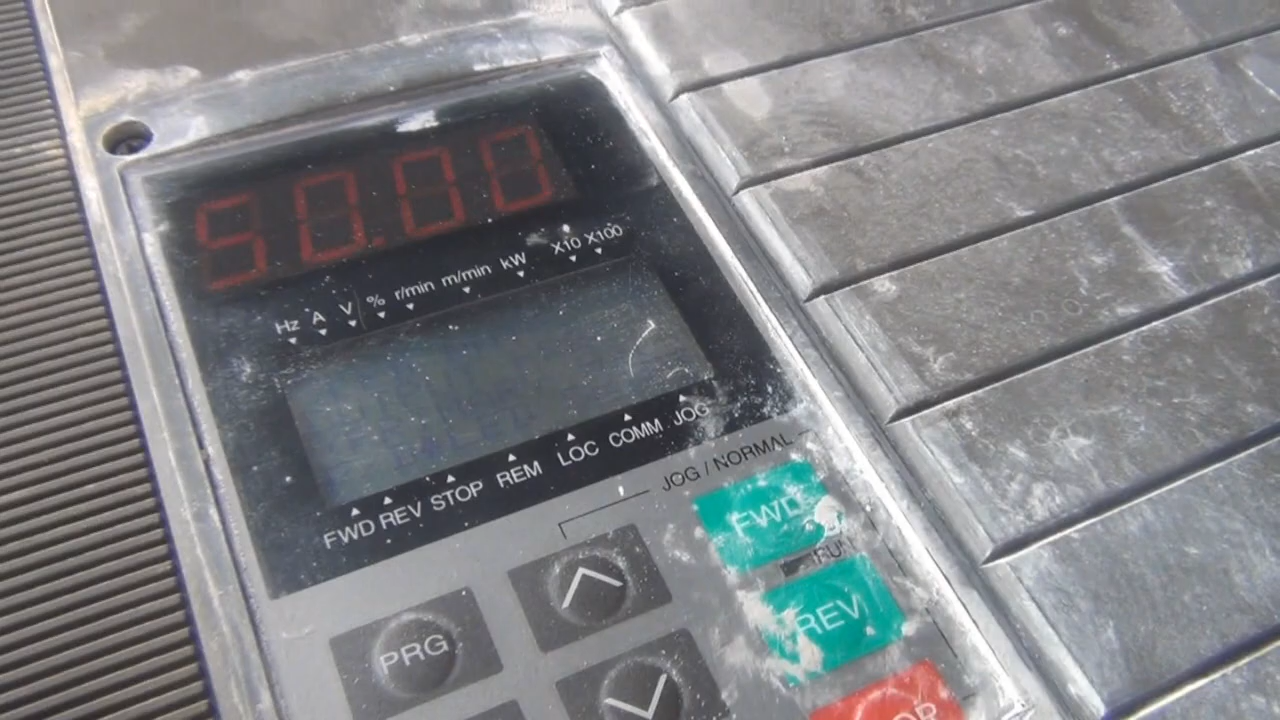 50.00
Hz A V % r/min m/min kW X10 X100
FWD REV STOP REM LOC COMM JOG
JOG / NORMAL
FWD
RUN
REV
PRG